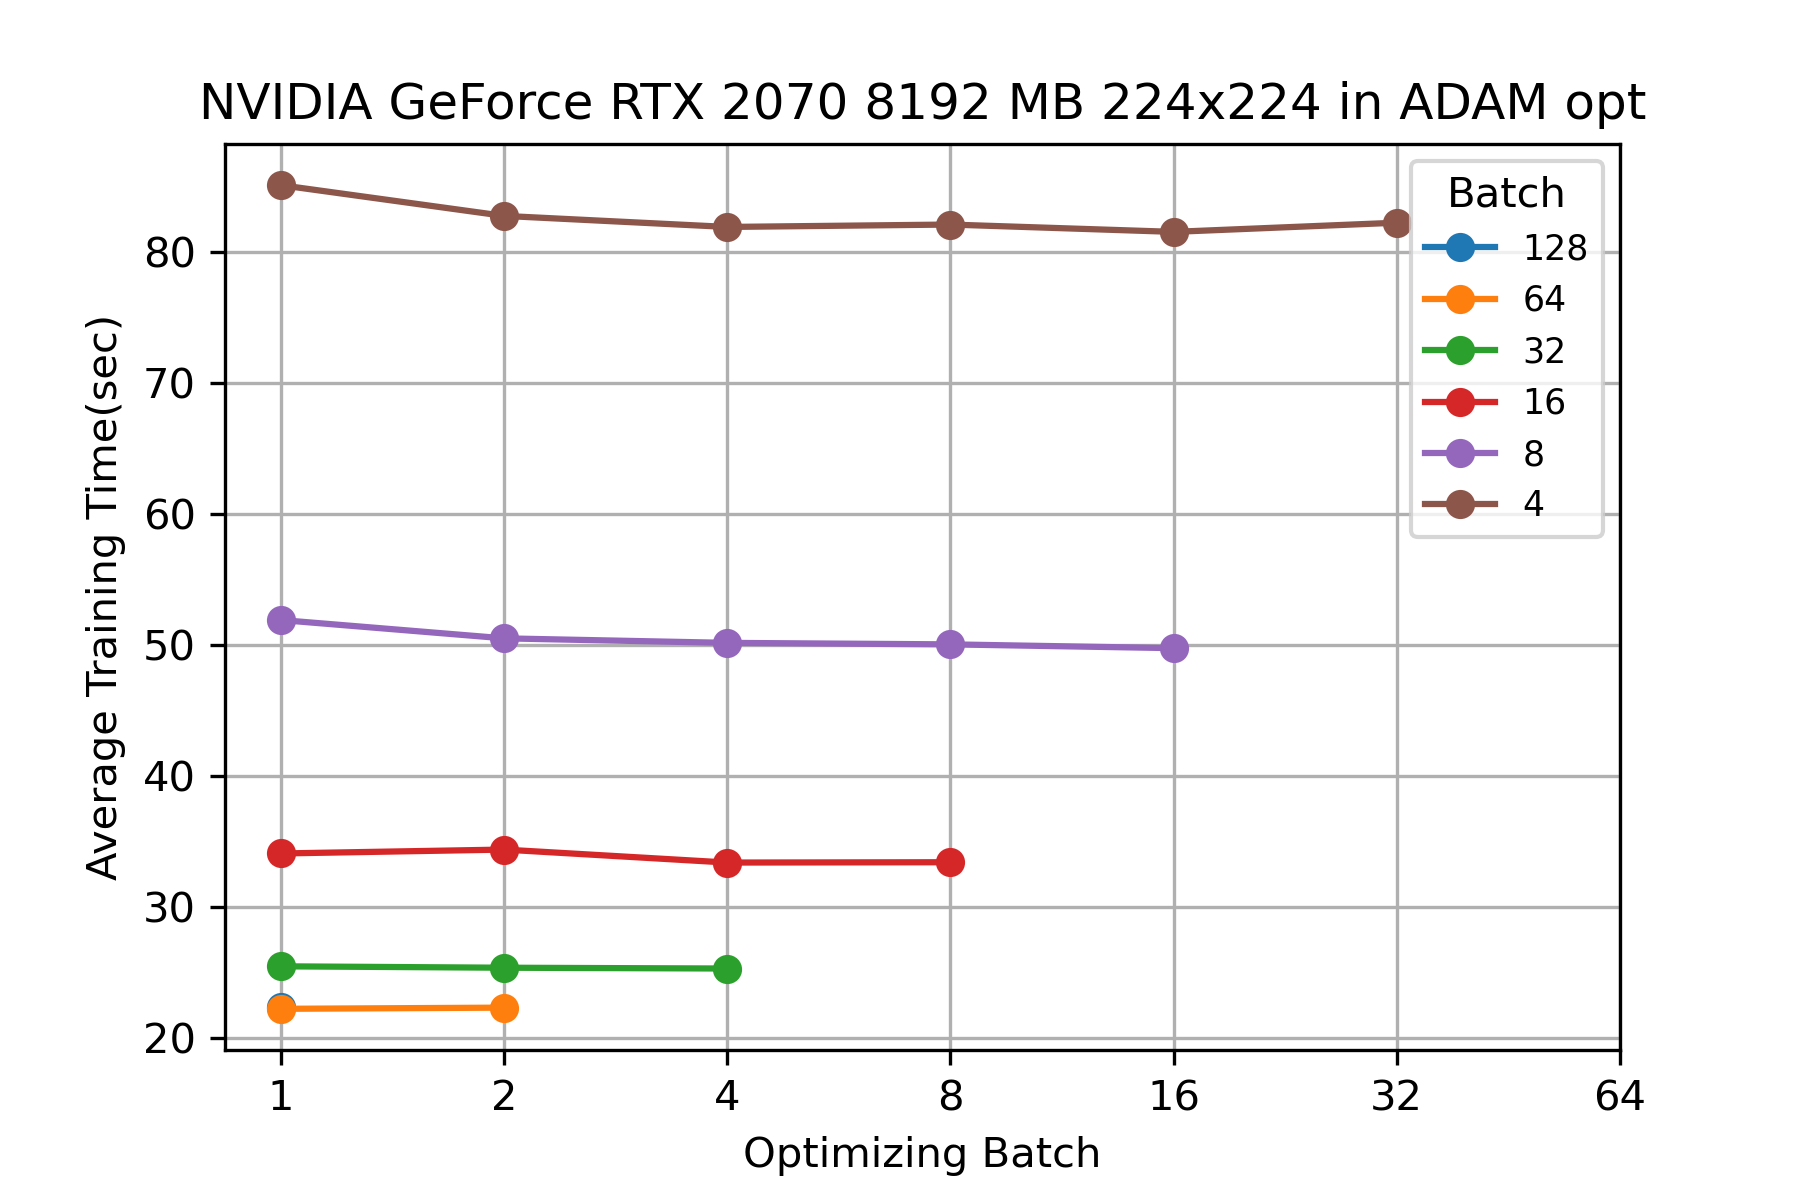 NVIDIA GeForce RTX 2070 8192 MB 224x224 in ADAM opt
Batch
128
64
32
16
8
4
Average Training Time(sec)
80
70
60
50
40
30
20
1 2 4 8 16 32 64
Optimizing Batch